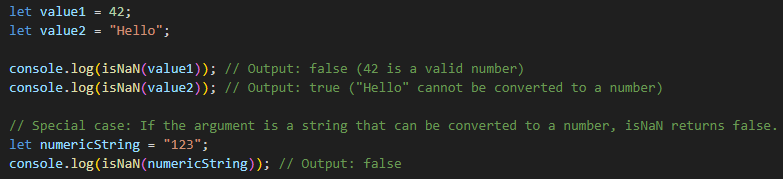 let value1 = 42;
let value2 = "Hello";
console.log(isNaN(value1)); // Output: false (42 is a valid number)
console.log(isNaN(value2)); // Output: true ("Hello" cannot be converted to a number)
// Special case: If the argument is a string that can be converted to a number, isNaN returns false.
let numericString = "123";
console.log(isNaN(numericString)); // Output: false